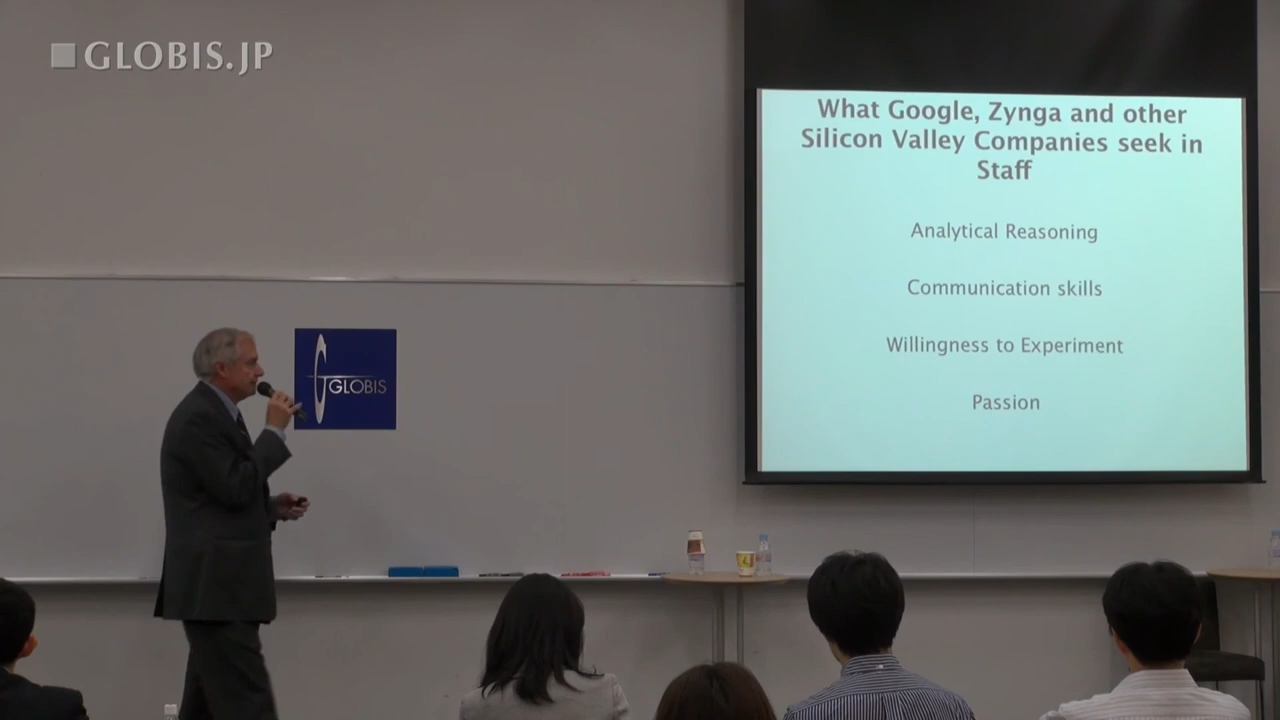 GLOBIS.JP
What Google, Zynga and other
Silicon Valley Companies seek in
Staff
Analytical Reasoning
Communication skills
Willingness to Experiment
Passion
GLOBIS